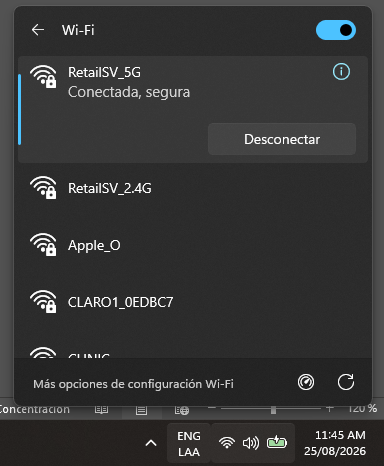 Wi-Fi
RetailSV_5G
Conectada, segura
Desconectar
RetailSV_2.4G
Apple_O
CLARO1_0EDBC7
Más opciones de configuración Wi-Fi
120 %
ENG
LAA
11:45 AM
25/08/2026